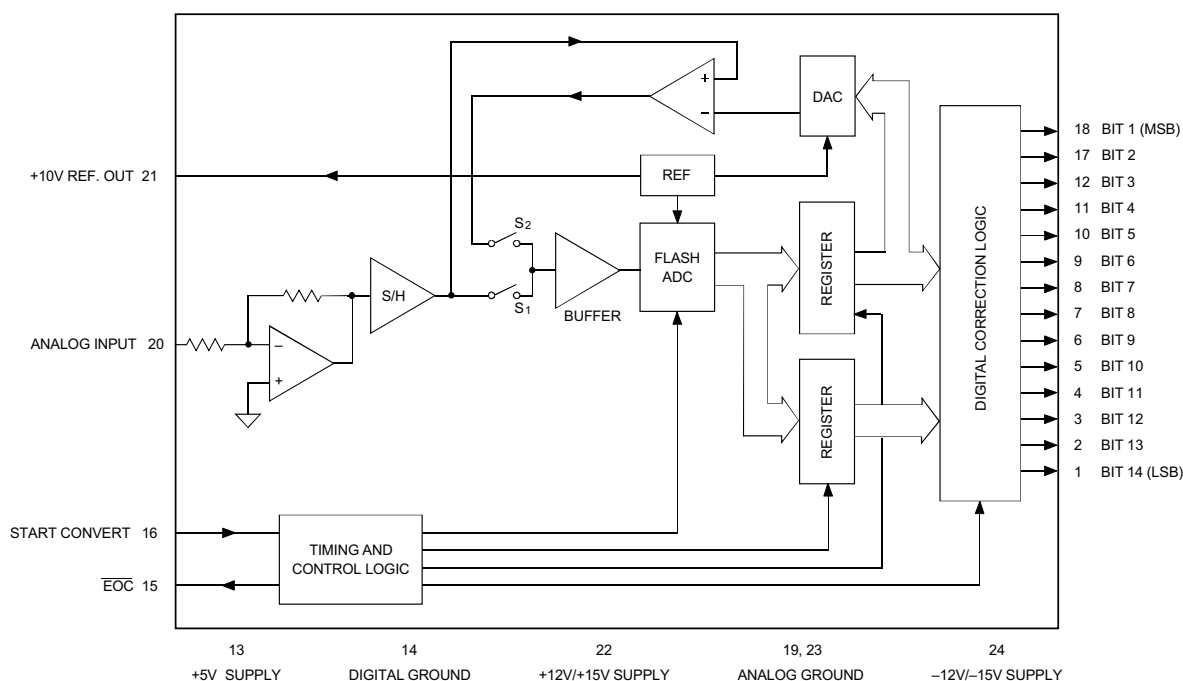 +
−
DAC
18 BIT 1 (MSB)
17 BIT 2
12 BIT 3
11 BIT 4
10 BIT 5
9 BIT 6
8 BIT 7
7 BIT 8
6 BIT 9
5 BIT 10
4 BIT 11
3 BIT 12
2 BIT 13
1 BIT 14 (LSB)
+10V REF. OUT 21
REF
S2
S1
FLASH
ADC
BUFFER
REGISTER
REGISTER
DIGITAL CORRECTION LOGIC
S/H
ANALOG INPUT 20
−
+
START CONVERT 16
TIMING AND
CONTROL LOGIC
EOC 15
13
+5V SUPPLY
14
DIGITAL GROUND
22
+12V/+15V SUPPLY
19, 23
ANALOG GROUND
24
–12V/–15V SUPPLY